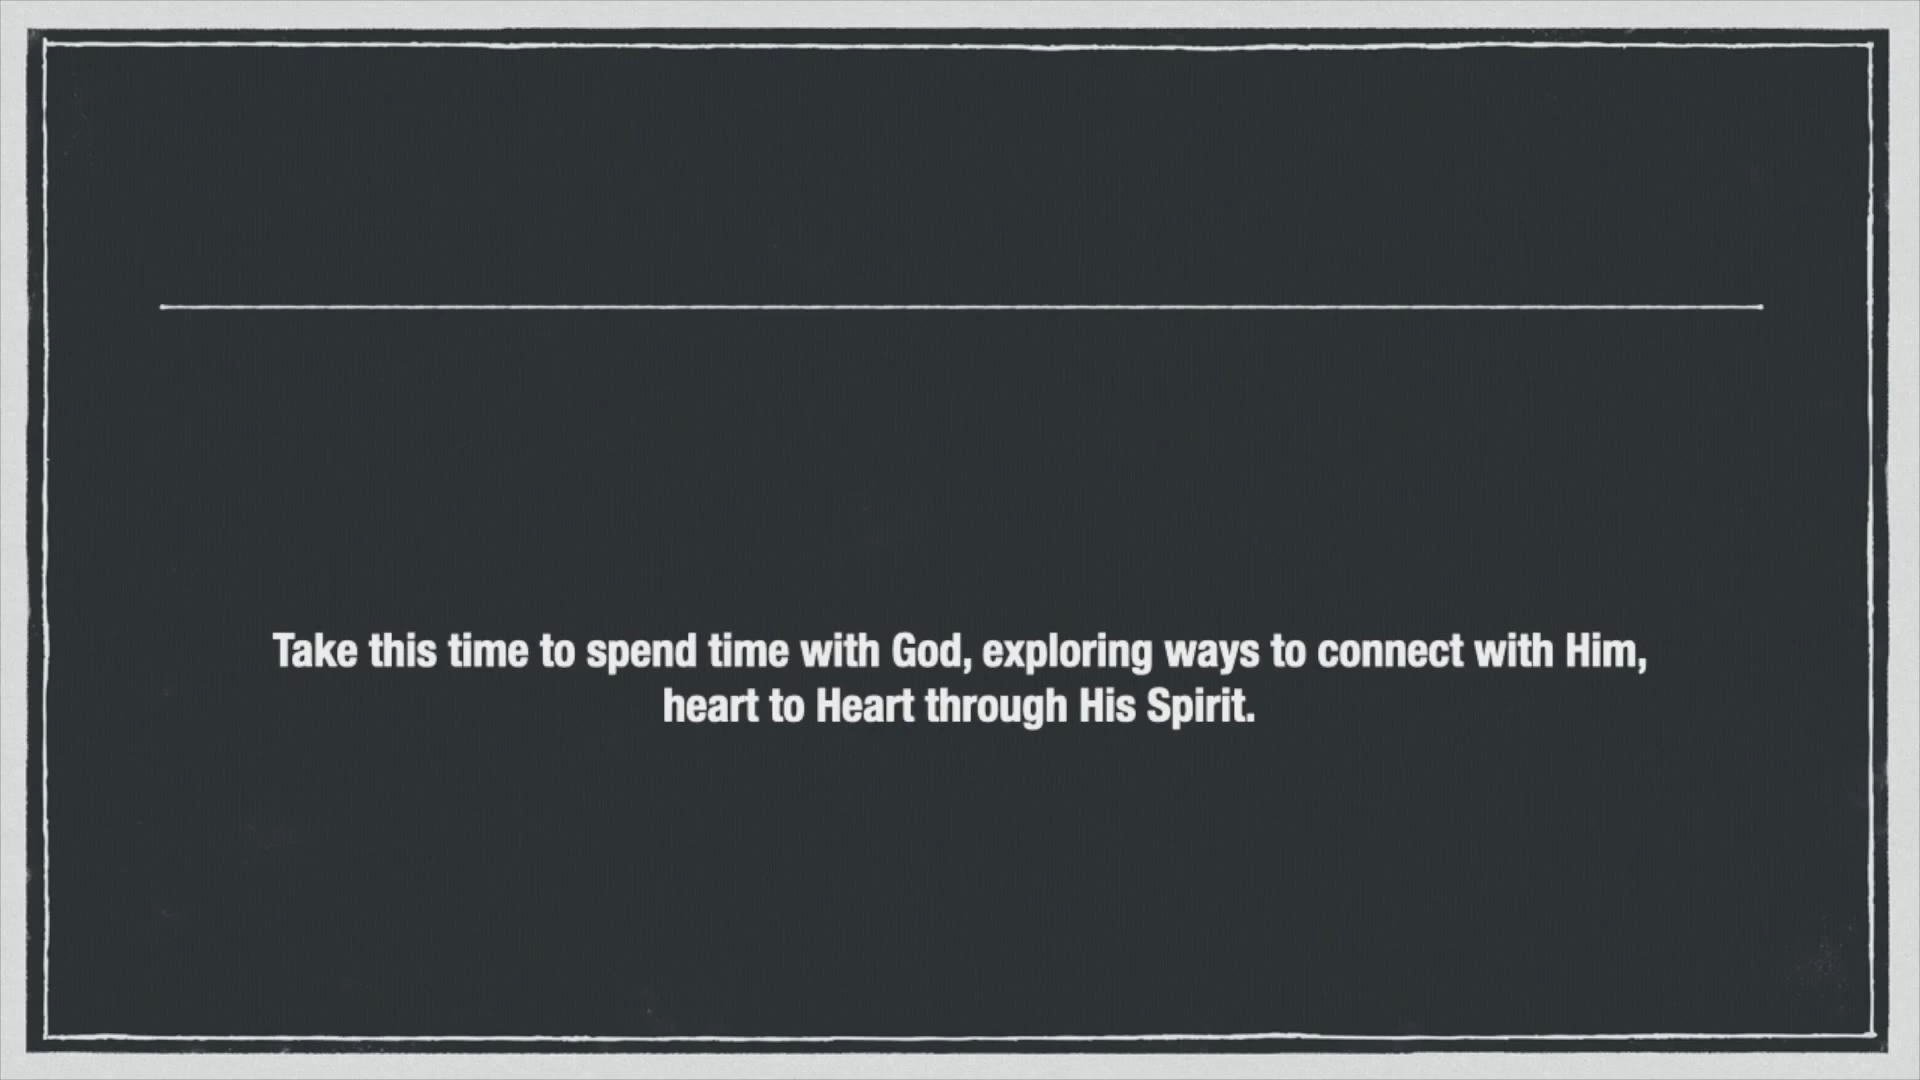 Take this time to spend time with God, exploring ways to connect with Him,
heart to Heart through His Spirit.